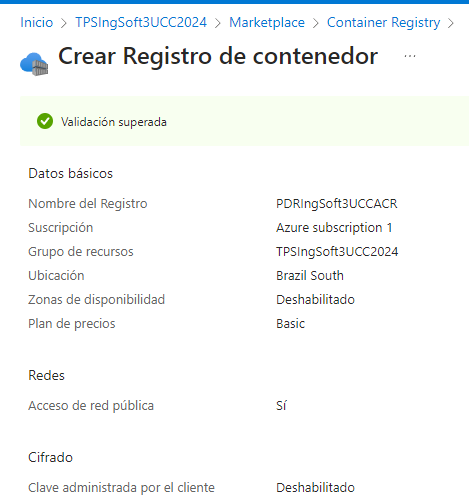 Inicio > TPSIngSoft3UCC2024 > Marketplace > Container Registry >
Crear Registro de contenedor ...
Validación superada
Datos básicos
Nombre del Registro PDRIngSoft3UCCACR
Suscripción Azure subscription 1
Grupo de recursos TPSIngSoft3UCC2024
Ubicación Brazil South
Zonas de disponibilidad Deshabilitado
Plan de precios Basic
Redes
Acceso de red pública Sí
Cifrado
Clave administrada por el cliente Deshabilitado